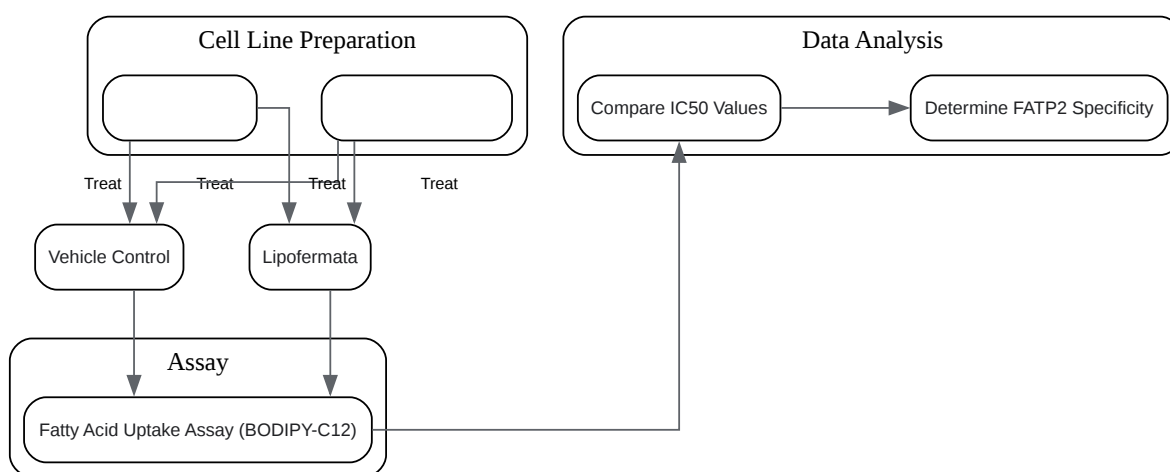 Cell Line Preparation
Data Analysis
Compare IC50 Values
Determine FATP2 Specificity
Treat
Treat
Treat
Treat
Vehicle Control
Lipofermata
Assay
Fatty Acid Uptake Assay (BODIPY-C12)